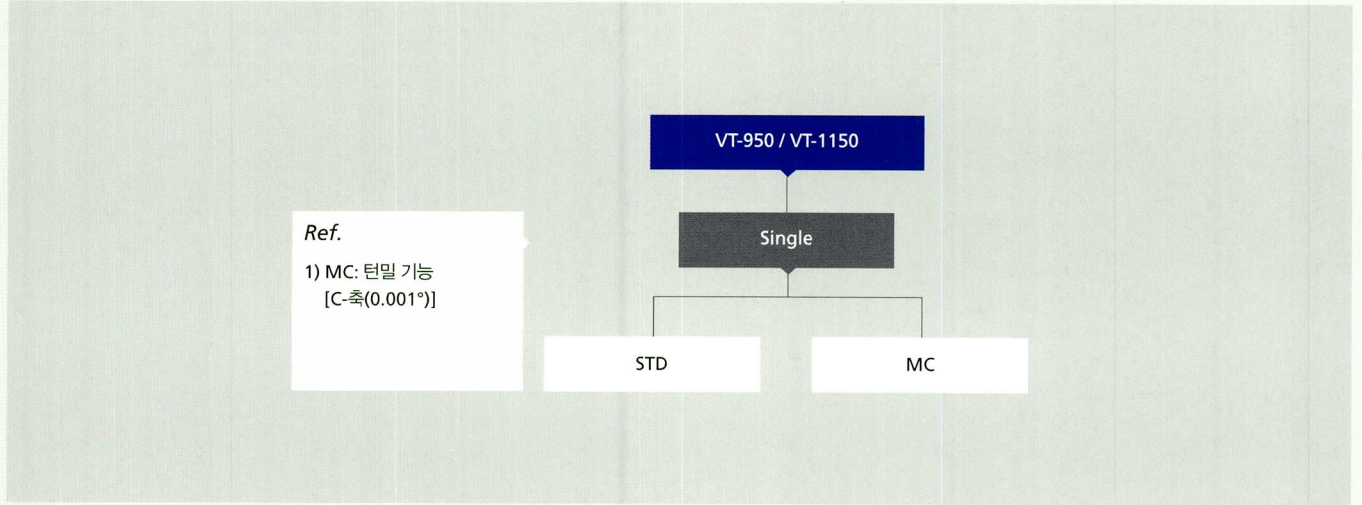 VT-950 / VT-1150
Single
Ref.
1) MC: 턴밀 기능
[C-축(0.001°)]
STD
MC